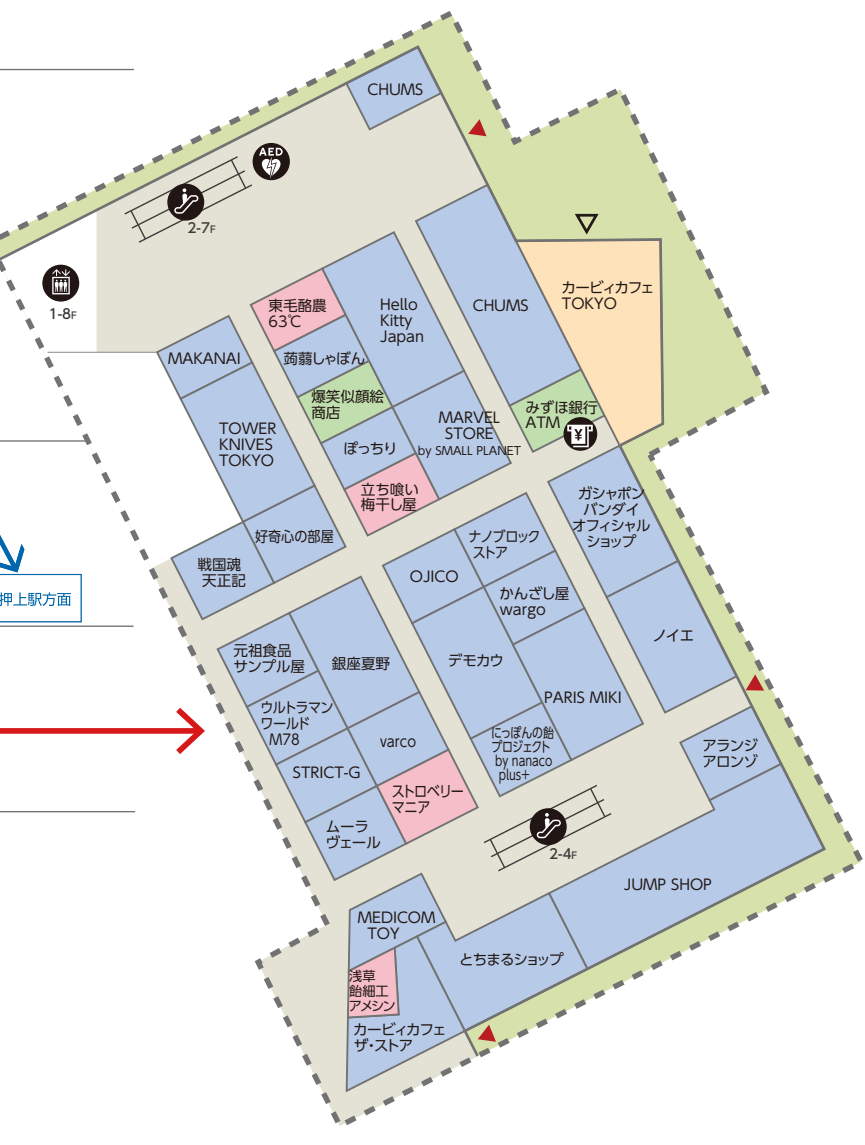 CHUMS
AED
2-7F
1-8F
カービィカフェ
TOKYO
CHUMS
東毛酪農
63℃
Hello
Kitty
Japan
蒟蒻しゃぼん
MAKANAI
爆笑似顔絵
商店
みずほ銀行
ATM
¥
MARVEL
STORE
by SMALL PLANET
TOWER
KNIVES
TOKYO
ぽっちり
立ち喰い
梅干し屋
ガシャポン
バンダイ
オフィシャル
ショップ
好奇心の部屋
ナノブロック
ストア
戦国魂
天正記
OJICO
かんざし屋
wargo
押上駅方面
ノイエ
元祖食品
サンプル屋
銀座夏野
デモカウ
PARIS MIKI
ウルトラマン
ワールド
M78
varco
にっぽんの飴
プロジェクト
by nanaco
plus+
アランジ
アロンゾ
STRICT-G
ストロベリー
マニア
ムーラ
ヴェール
2-4F
JUMP SHOP
MEDICOM
TOY
とちまるショップ
浅草
飴細工
アメシン
カービィカフェ
ザ・ストア